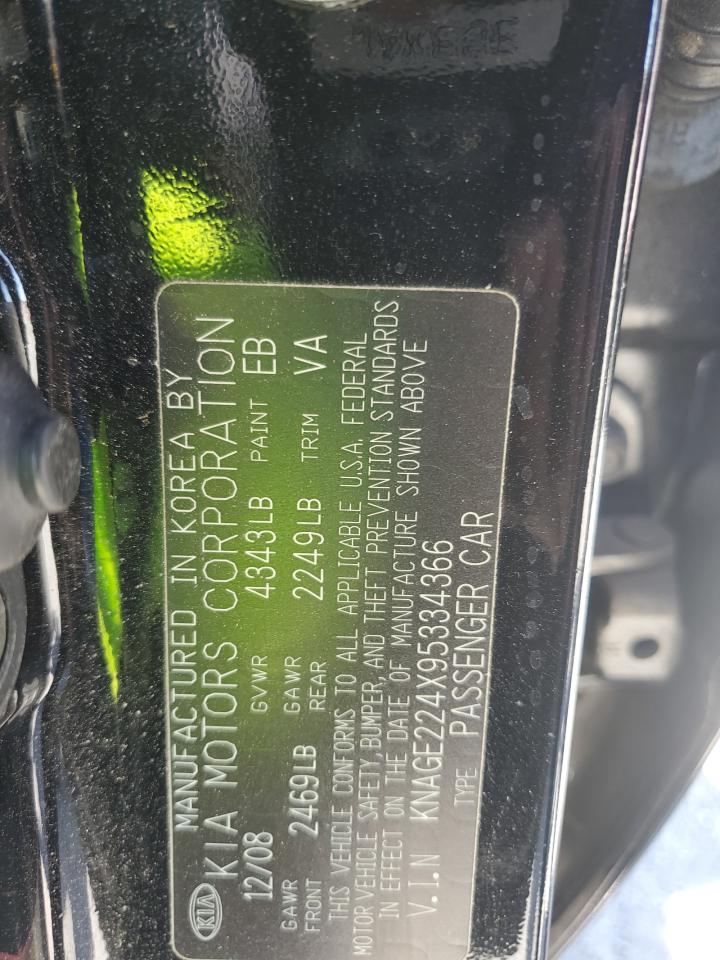 MANUFACTURED IN KOREA BY
KIA KIA MOTORS CORPORATION
12/08 GVWR 4343LB PAINT EB
GAWR FRONT 2469LB GAWR REAR 2249LB TRIM VA
THIS VEHICLE CONFORMS TO ALL APPLICABLE U.S.A. FEDERAL
MOTOR VEHICLE SAFETY, BUMPER, AND THEFT PREVENTION STANDARDS
IN EFFECT ON THE DATE OF MANUFACTURE SHOWN ABOVE
V.I.N KNAGE224X95334366
TYPE PASSENGER CAR